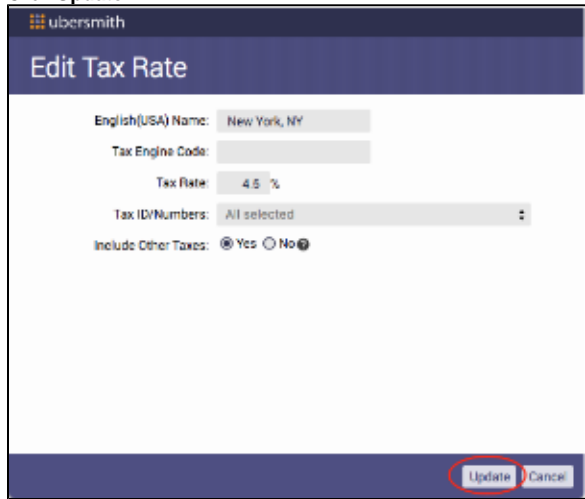 ubersmith
Edit Tax Rate
English(USA) Name: New York, NY
Tax Engine Code:
Tax Rate: 4.5 %
Tax ID/Numbers: All selected
Include Other Taxes: Yes No
Update Cancel